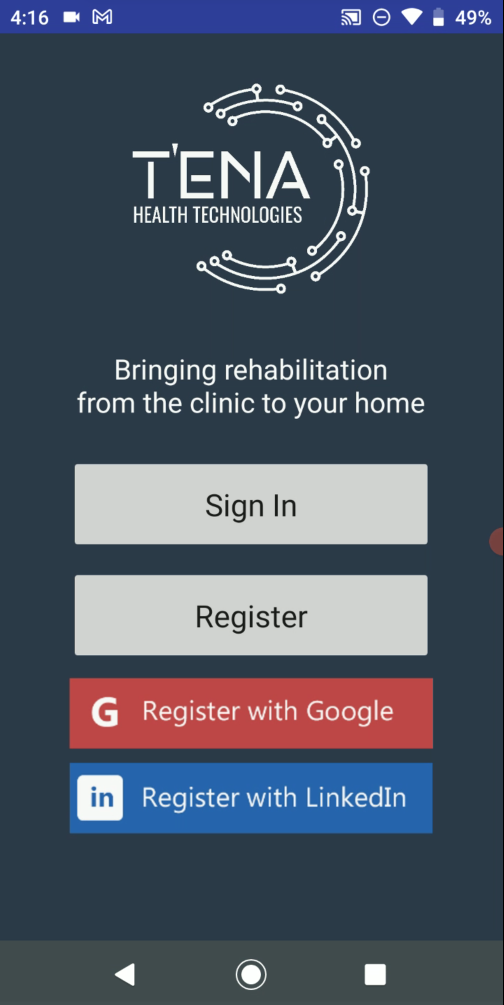 4:16
49%
T'ENA
HEALTH TECHNOLOGIES
Bringing rehabilitation
from the clinic to your home
Sign In
Register
G Register with Google
in Register with LinkedIn